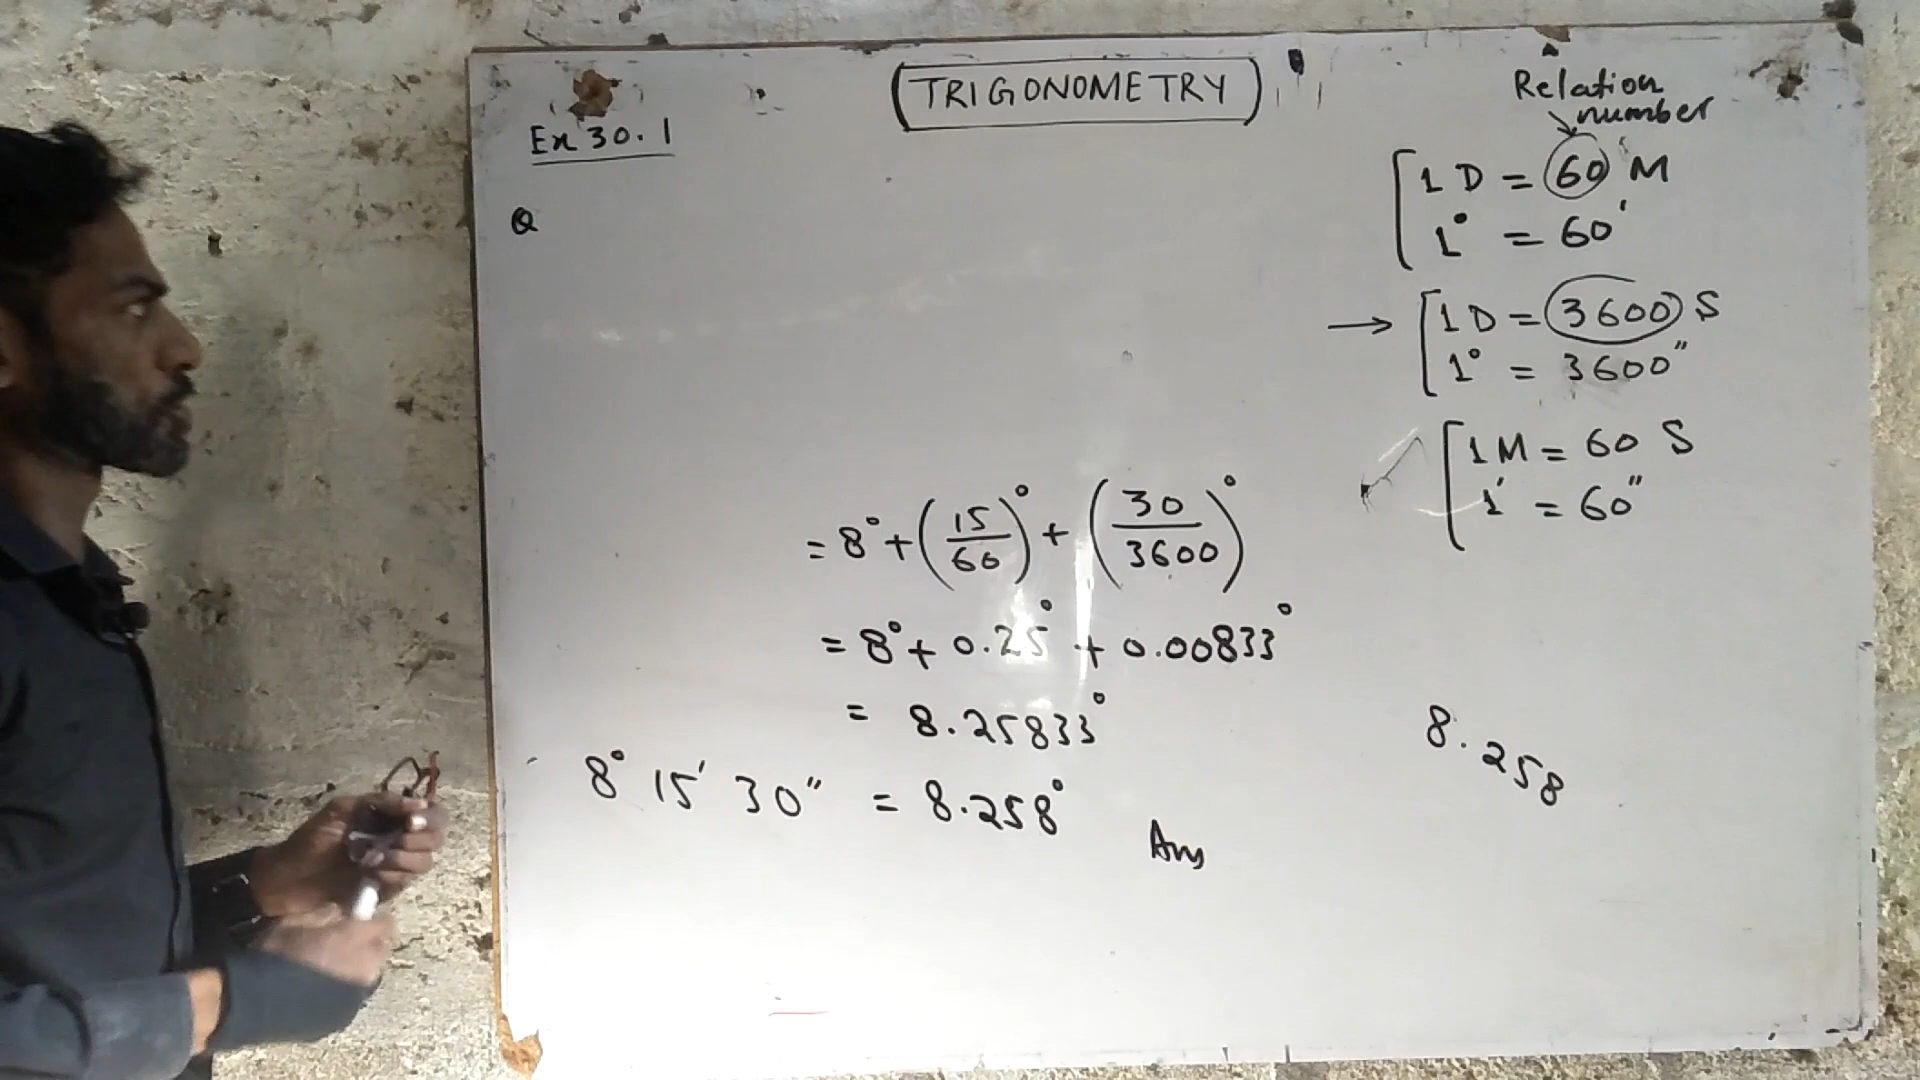 TRIGONOMETRY
Ex 30.1
Q
Relation
number
1 D = 60 M
1° = 60'
→ 1 D = 3600 S
1° = 3600"
1 M = 60 S
1' = 60"
= 8° + (15/60)° + (30/3600)°
= 8° + 0.25° + 0.00833°
= 8.25833°
8° 15' 30" = 8.258° Ans
8.258